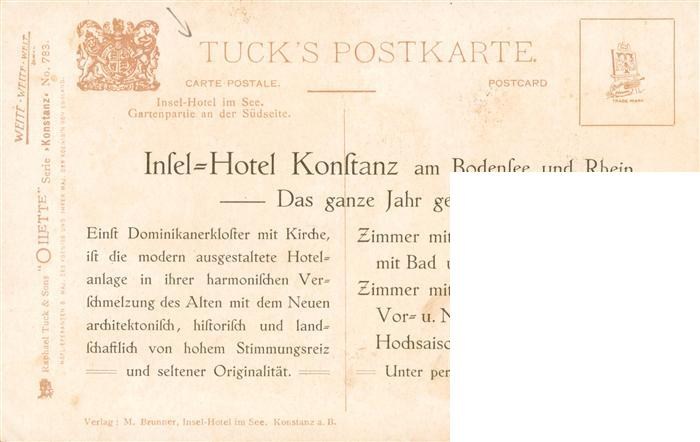 TUCK'S POSTKARTE.
CARTE POSTALE.
POSTCARD
Insel-Hotel im See.
Gartenpartie an der Südseite.
TRADE MARK
Inſel=Hotel Konſtanz am Bodenſee und Rhein
Das ganze Jahr
Einſt Dominikanerkloſter mit Kirche,
iſt die modern ausgeſtaltete Hotel=
anlage in ihrer harmoniſchen Ver=
ſchmelzung des Alten mit dem Neuen
architektoniſch, hiſtoriſch und land=
ſchaftlich von hohem Stimmungsreiz
und seltener Originalität.
Zimmer mit
mit Bad
Zimmer mit
Vor= u.
Unter
Verlag: M. Brunner, Insel-Hotel im See. Konstanz a. B.
WEITE-WEITE-WEIT
Raphael Tuck & Sons "OILETTE" Serie »Konstanz« No. 783.